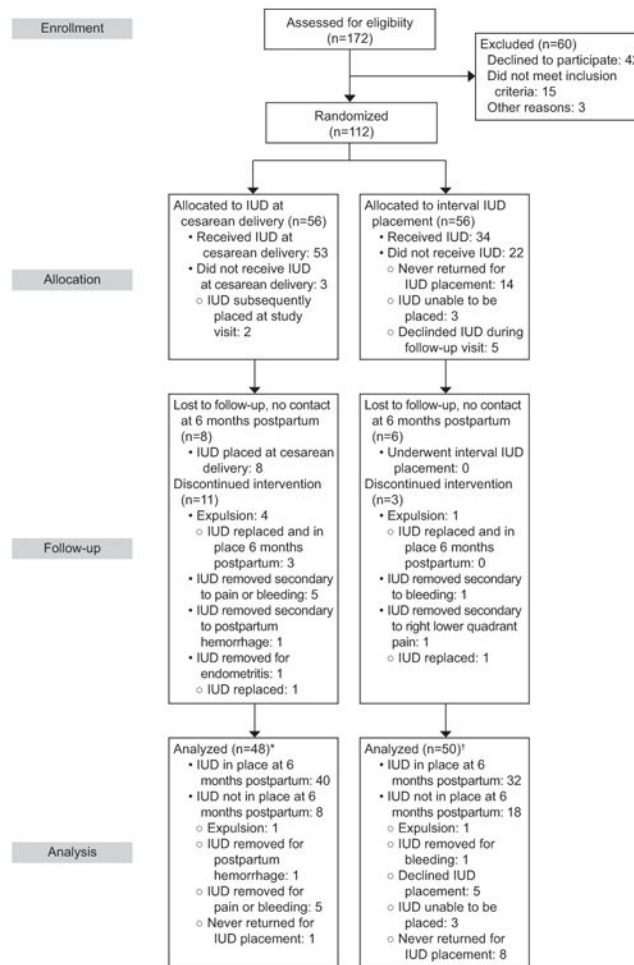 Enrollment
Assessed for eligibiity
(n=172)
Excluded (n=60)
Declined to participate: 42
Did not meet inclusion
criteria: 15
Other reasons: 3
Randomized
(n=112)
Allocation
Allocated to IUD at
cesarean delivery (n=56)
• Received IUD at
cesarean delivery: 53
• Did not receive IUD
at cesarean delivery: 3
○ IUD subsequently
placed at study
visit: 2
Allocated to interval IUD
placement (n=56)
• Received IUD: 34
• Did not receive IUD: 22
○ Never returned for
IUD placement: 14
○ IUD unable to be
placed: 3
○ Declinded IUD during
follow-up visit: 5
Follow-up
Lost to follow-up, no contact
at 6 months postpartum
(n=8)
• IUD placed at cesarean
delivery: 8
Discontinued intervention
(n=11)
• Expulsion: 4
○ IUD replaced and in
place 6 months
postpartum: 3
• IUD removed secondary
to pain or bleeding: 5
• IUD removed secondary
to postpartum
hemorrhage: 1
• IUD removed for
endometritis: 1
○ IUD replaced: 1
Lost to follow-up, no contact
at 6 months postpartum
(n=6)
• Underwent interval IUD
placement: 0
Discontinued intervention
(n=3)
• Expulsion: 1
○ IUD replaced and in
place 6 months
postpartum: 0
• IUD removed secondary
to bleeding: 1
• IUD removed secondary
to right lower quadrant
pain: 1
○ IUD replaced: 1
Analysis
Analyzed (n=48)*
• IUD in place at 6
months postpartum: 40
• IUD not in place at 6
months postpartum: 8
○ Expulsion: 1
○ IUD removed for
postpartum
hemorrhage: 1
○ IUD removed for
pain or bleeding: 5
○ Never returned for
IUD placement: 1
Analyzed (n=50)†
• IUD in place at 6
months postpartum: 32
• IUD not in place at 6
months postpartum: 18
○ Expulsion: 1
○ IUD removed for
bleeding: 1
○ Declined IUD
placement: 5
○ IUD unable to be
placed: 3
○ Never returned for
IUD placement: 8